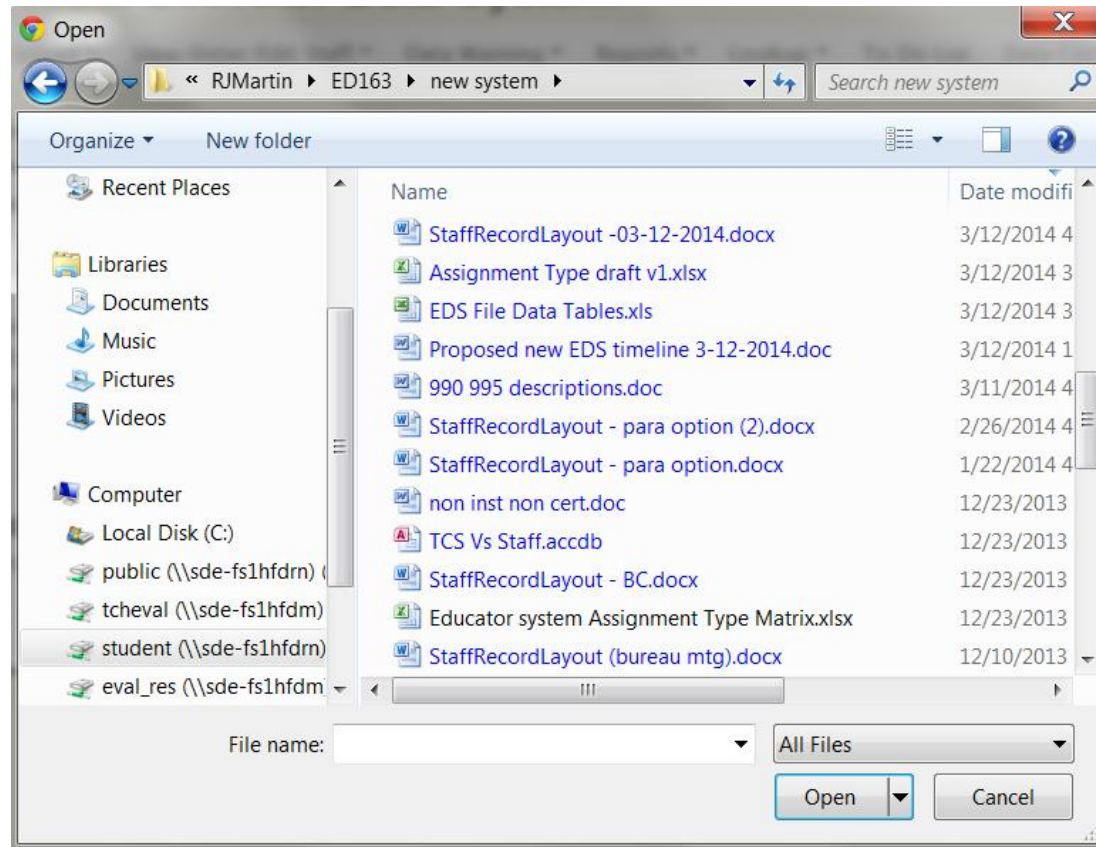 Open
« RJMartin ▸ ED163 ▸ new system ▸ Search new system
Organize ▾ New folder
Recent Places
Libraries
Documents
Music
Pictures
Videos
Computer
Local Disk (C:)
public (\\sde-fs1hfdrn) (
tcheval (\\sde-fs1hfdm)
student (\\sde-fs1hfdrn)
eval_res (\\sde-fs1hfdm
Name Date modifi
StaffRecordLayout -03-12-2014.docx 3/12/2014 4
Assignment Type draft v1.xlsx 3/12/2014 3
EDS File Data Tables.xls 3/12/2014 3
Proposed new EDS timeline 3-12-2014.doc 3/12/2014 1
990 995 descriptions.doc 3/11/2014 4
StaffRecordLayout - para option (2).docx 2/26/2014 4
StaffRecordLayout - para option.docx 1/22/2014 4
non inst non cert.doc 12/23/2013
TCS Vs Staff.accdb 12/23/2013
StaffRecordLayout - BC.docx 12/23/2013
Educator system Assignment Type Matrix.xlsx 12/23/2013
StaffRecordLayout (bureau mtg).docx 12/10/2013
File name: All Files
Open Cancel